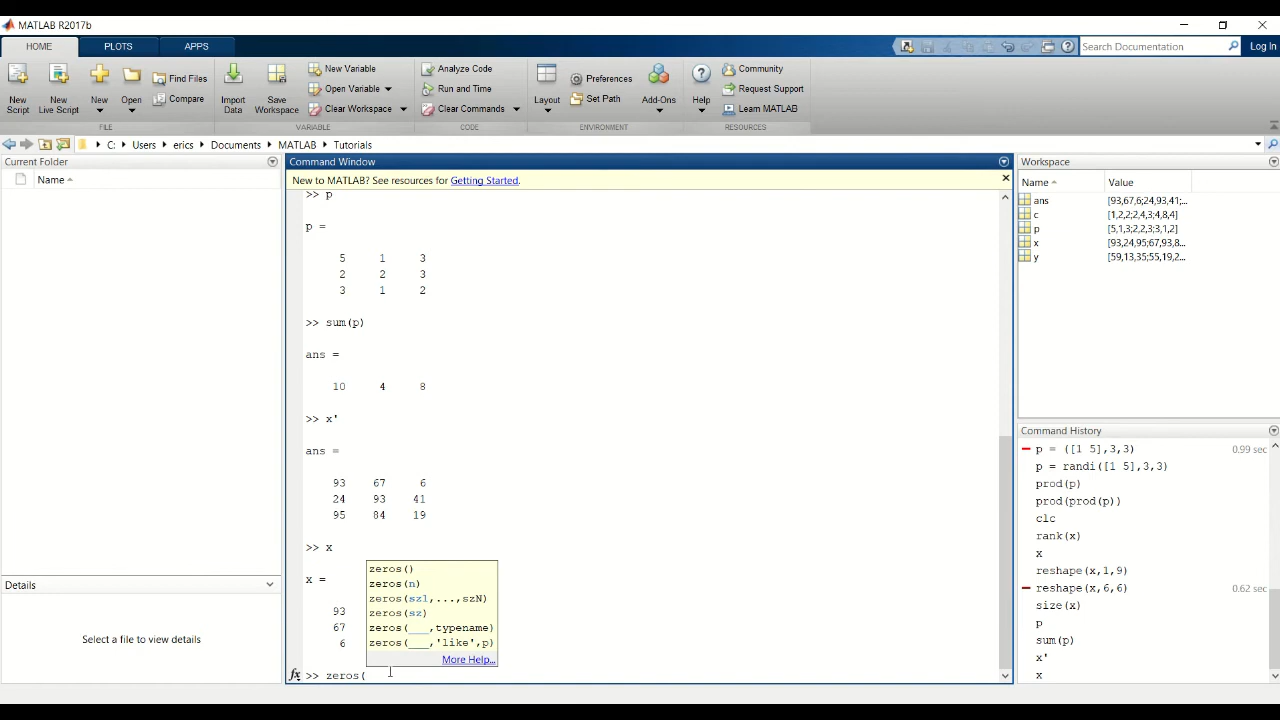 MATLAB R2017b
HOME PLOTS APPS
Search Documentation
Log In
New Script
New Live Script
New
Open
Find Files
Compare
FILE
Import Data
Save Workspace
New Variable
Open Variable
Clear Workspace
VARIABLE
Analyze Code
Run and Time
Clear Commands
CODE
Layout
Preferences
Set Path
Add-Ons
ENVIRONMENT
Help
Community
Request Support
Learn MATLAB
RESOURCES
C: Users erics Documents MATLAB Tutorials
Current Folder
Name
Details
Select a file to view details
Command Window
New to MATLAB? See resources for Getting Started.
>> p
p =
5 1 3
2 2 3
3 1 2
>> sum(p)
ans =
10 4 8
>> x'
ans =
93 67 6
24 93 41
95 84 19
>> x
x =
93
67
6
zeros()
zeros(n)
zeros(sz1,...,szN)
zeros(sz)
zeros(___,typename)
zeros(___,'like',p)
More Help...
fx >> zeros(
Workspace
Name Value
ans [93,67,6;24,93,41;...
c [1,2,2;2,4,3;4,8,4]
p [5,1,3;2,2,3;3,1,2]
x [93,24,95;67,93,8...
y [59,13,35;55,19,2...
Command History
p = ([1 5],3,3) 0.99 sec
p = randi([1 5],3,3)
prod(p)
prod(prod(p))
clc
rank(x)
x
reshape(x,1,9)
reshape(x,6,6) 0.62 sec
size(x)
p
sum(p)
x'
x